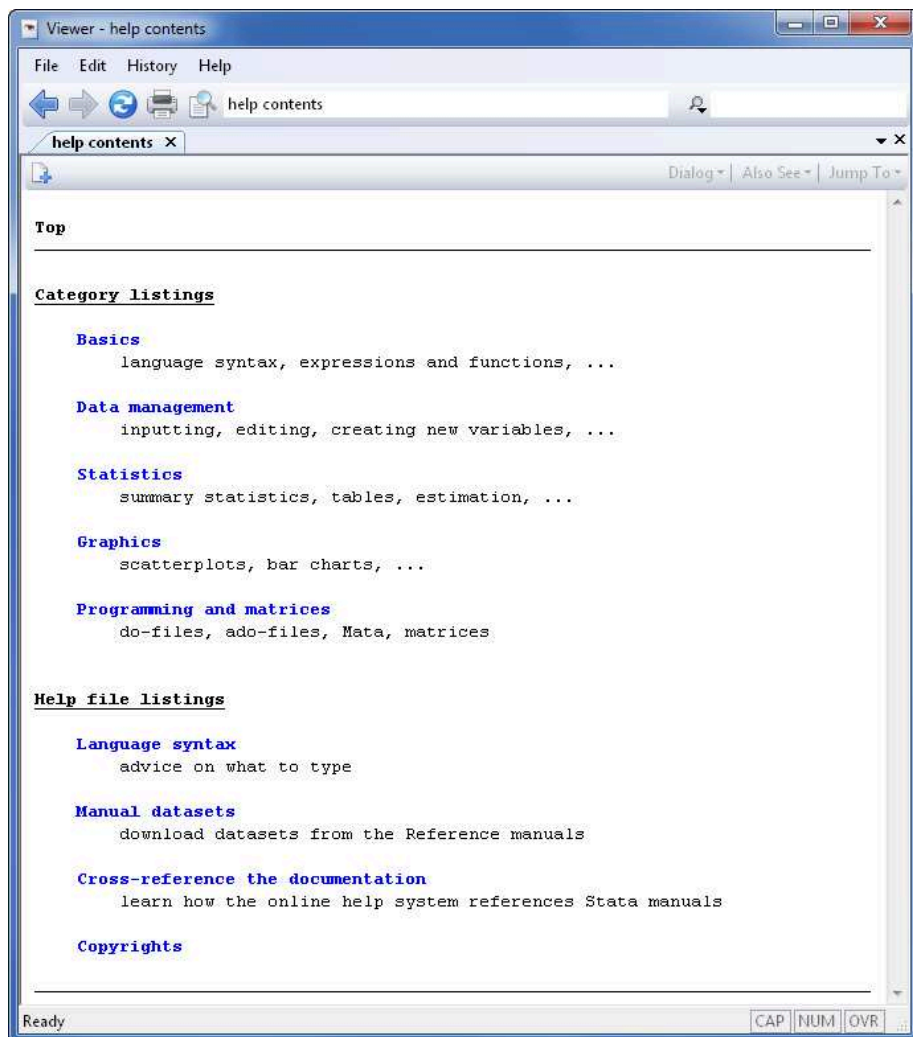 Viewer - help contents
File Edit History Help
help contents
help contents X
Dialog Also See Jump To
Top
Category listings
Basics
language syntax, expressions and functions, ...
Data management
inputting, editing, creating new variables, ...
Statistics
summary statistics, tables, estimation, ...
Graphics
scatterplots, bar charts, ...
Programming and matrices
do-files, ado-files, Mata, matrices
Help file listings
Language syntax
advice on what to type
Manual datasets
download datasets from the Reference manuals
Cross-reference the documentation
learn how the online help system references Stata manuals
Copyrights
Ready CAP NUM OVR